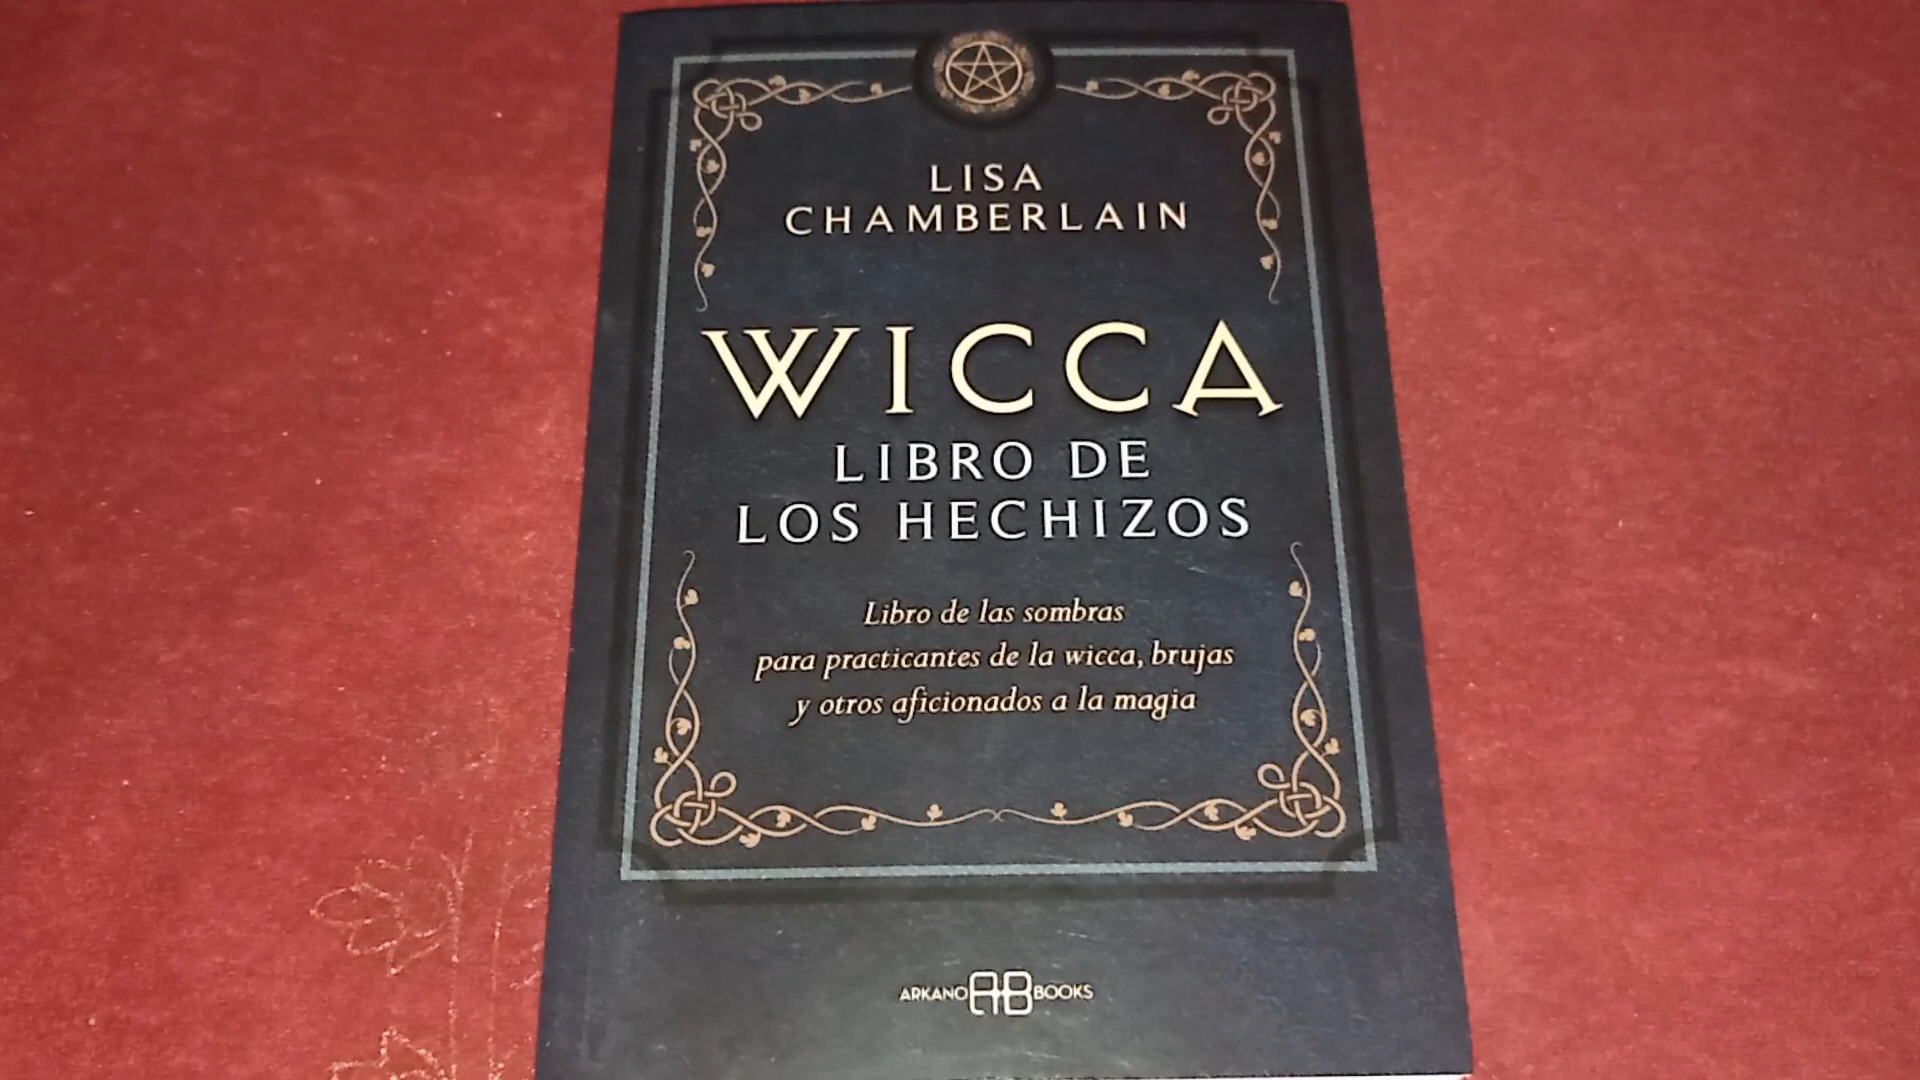 LISA
CHAMBERLAIN
WICCA
LIBRO DE
LOS HECHIZOS
Libro de las sombras
para practicantes de la wicca, brujas
y otros aficionados a la magia
ARKANO AB BOOKS